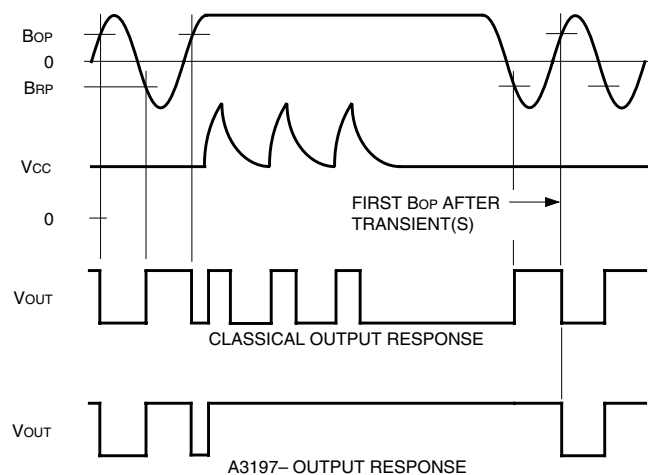 BOP
0
BRP
VCC
0
FIRST BOP AFTER
TRANSIENT(S)
VOUT
CLASSICAL OUTPUT RESPONSE
VOUT
A3197– OUTPUT RESPONSE